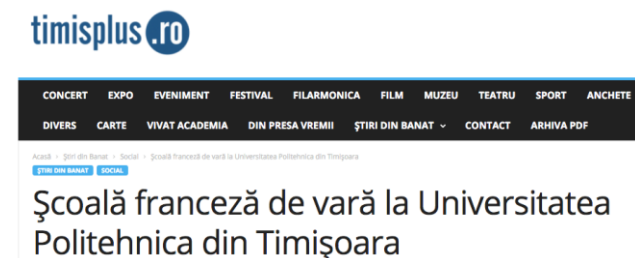 timisplus .ro
CONCERT EXPO EVENIMENT FESTIVAL FILARMONICA FILM MUZEU TEATRU SPORT ANCHETE
DIVERS CARTE VIVAT ACADEMIA DIN PRESA VREMII ŞTIRI DIN BANAT CONTACT ARHIVA PDF
Acasă › Ştiri din Banat › Social › Şcoală franceză de vară la Universitatea Politehnica din Timişoara
ŞTIRI DIN BANAT SOCIAL
Şcoală franceză de vară la Universitatea
Politehnica din Timişoara